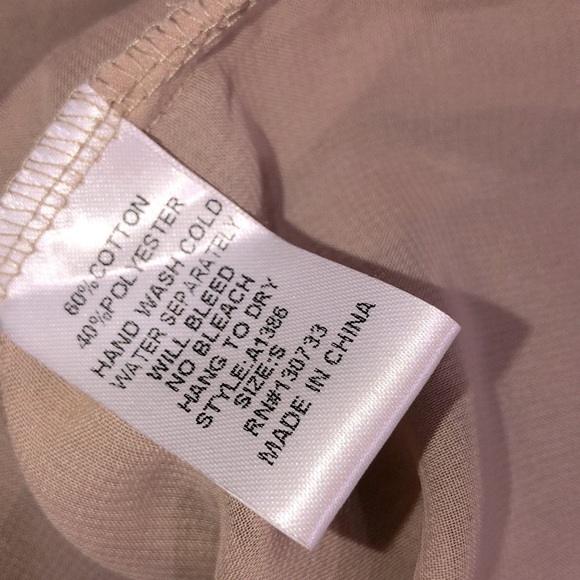 60%COTTON
40%POLYESTER
HAND WASH COLD
WATER SEPARATELY
WILL BLEED
NO BLEACH
HANG TO DRY
STYLE:A1386
SIZE:S
RN#130733
MADE IN CHINA